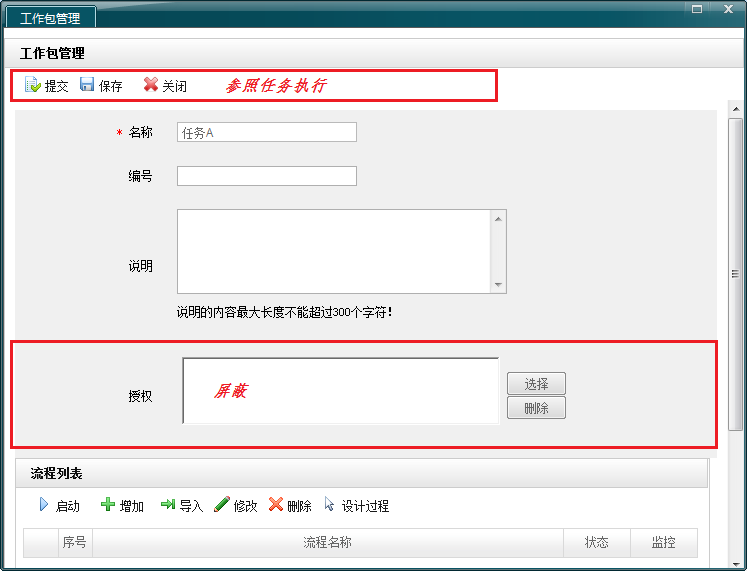 工作包管理
工作包管理
提交 保存 关闭 参照任务执行
* 名称 任务A
编号
说明
说明的内容最大长度不能超过300个字符！
授权 屏蔽 选择
删除
流程列表
启动 增加 导入 修改 删除 设计过程
序号 流程名称 状态 监控